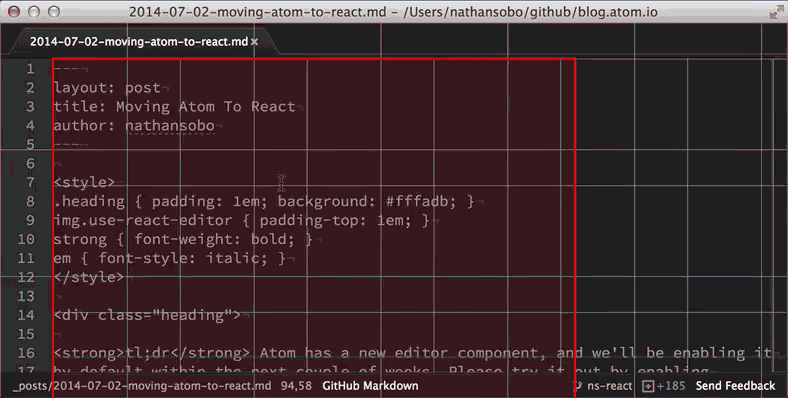 2014-07-02-moving-atom-to-react.md – /Users/nathansobo/github/blog.atom.io
2014-07-02-moving-atom-to-react.md ×
1 ---
2 layout: post
3 title: Moving Atom To React
4 author: nathansobo
5 ---
6
7 <style>
8 .heading { padding: 1em; background: #fffadb; }
9 img.use-react-editor { padding-top: 1em; }
10 strong { font-weight: bold; }
11 em { font-style: italic; }
12 </style>
13
14 <div class="heading">
15
16 <strong>tl;dr</strong> Atom has a new editor component, and we'll be enabling it
17 by default within the next couple of weeks. Please try it out by enabling
_posts/2014-07-02-moving-atom-to-react.md 94,58 GitHub Markdown ns-react +185 Send Feedback